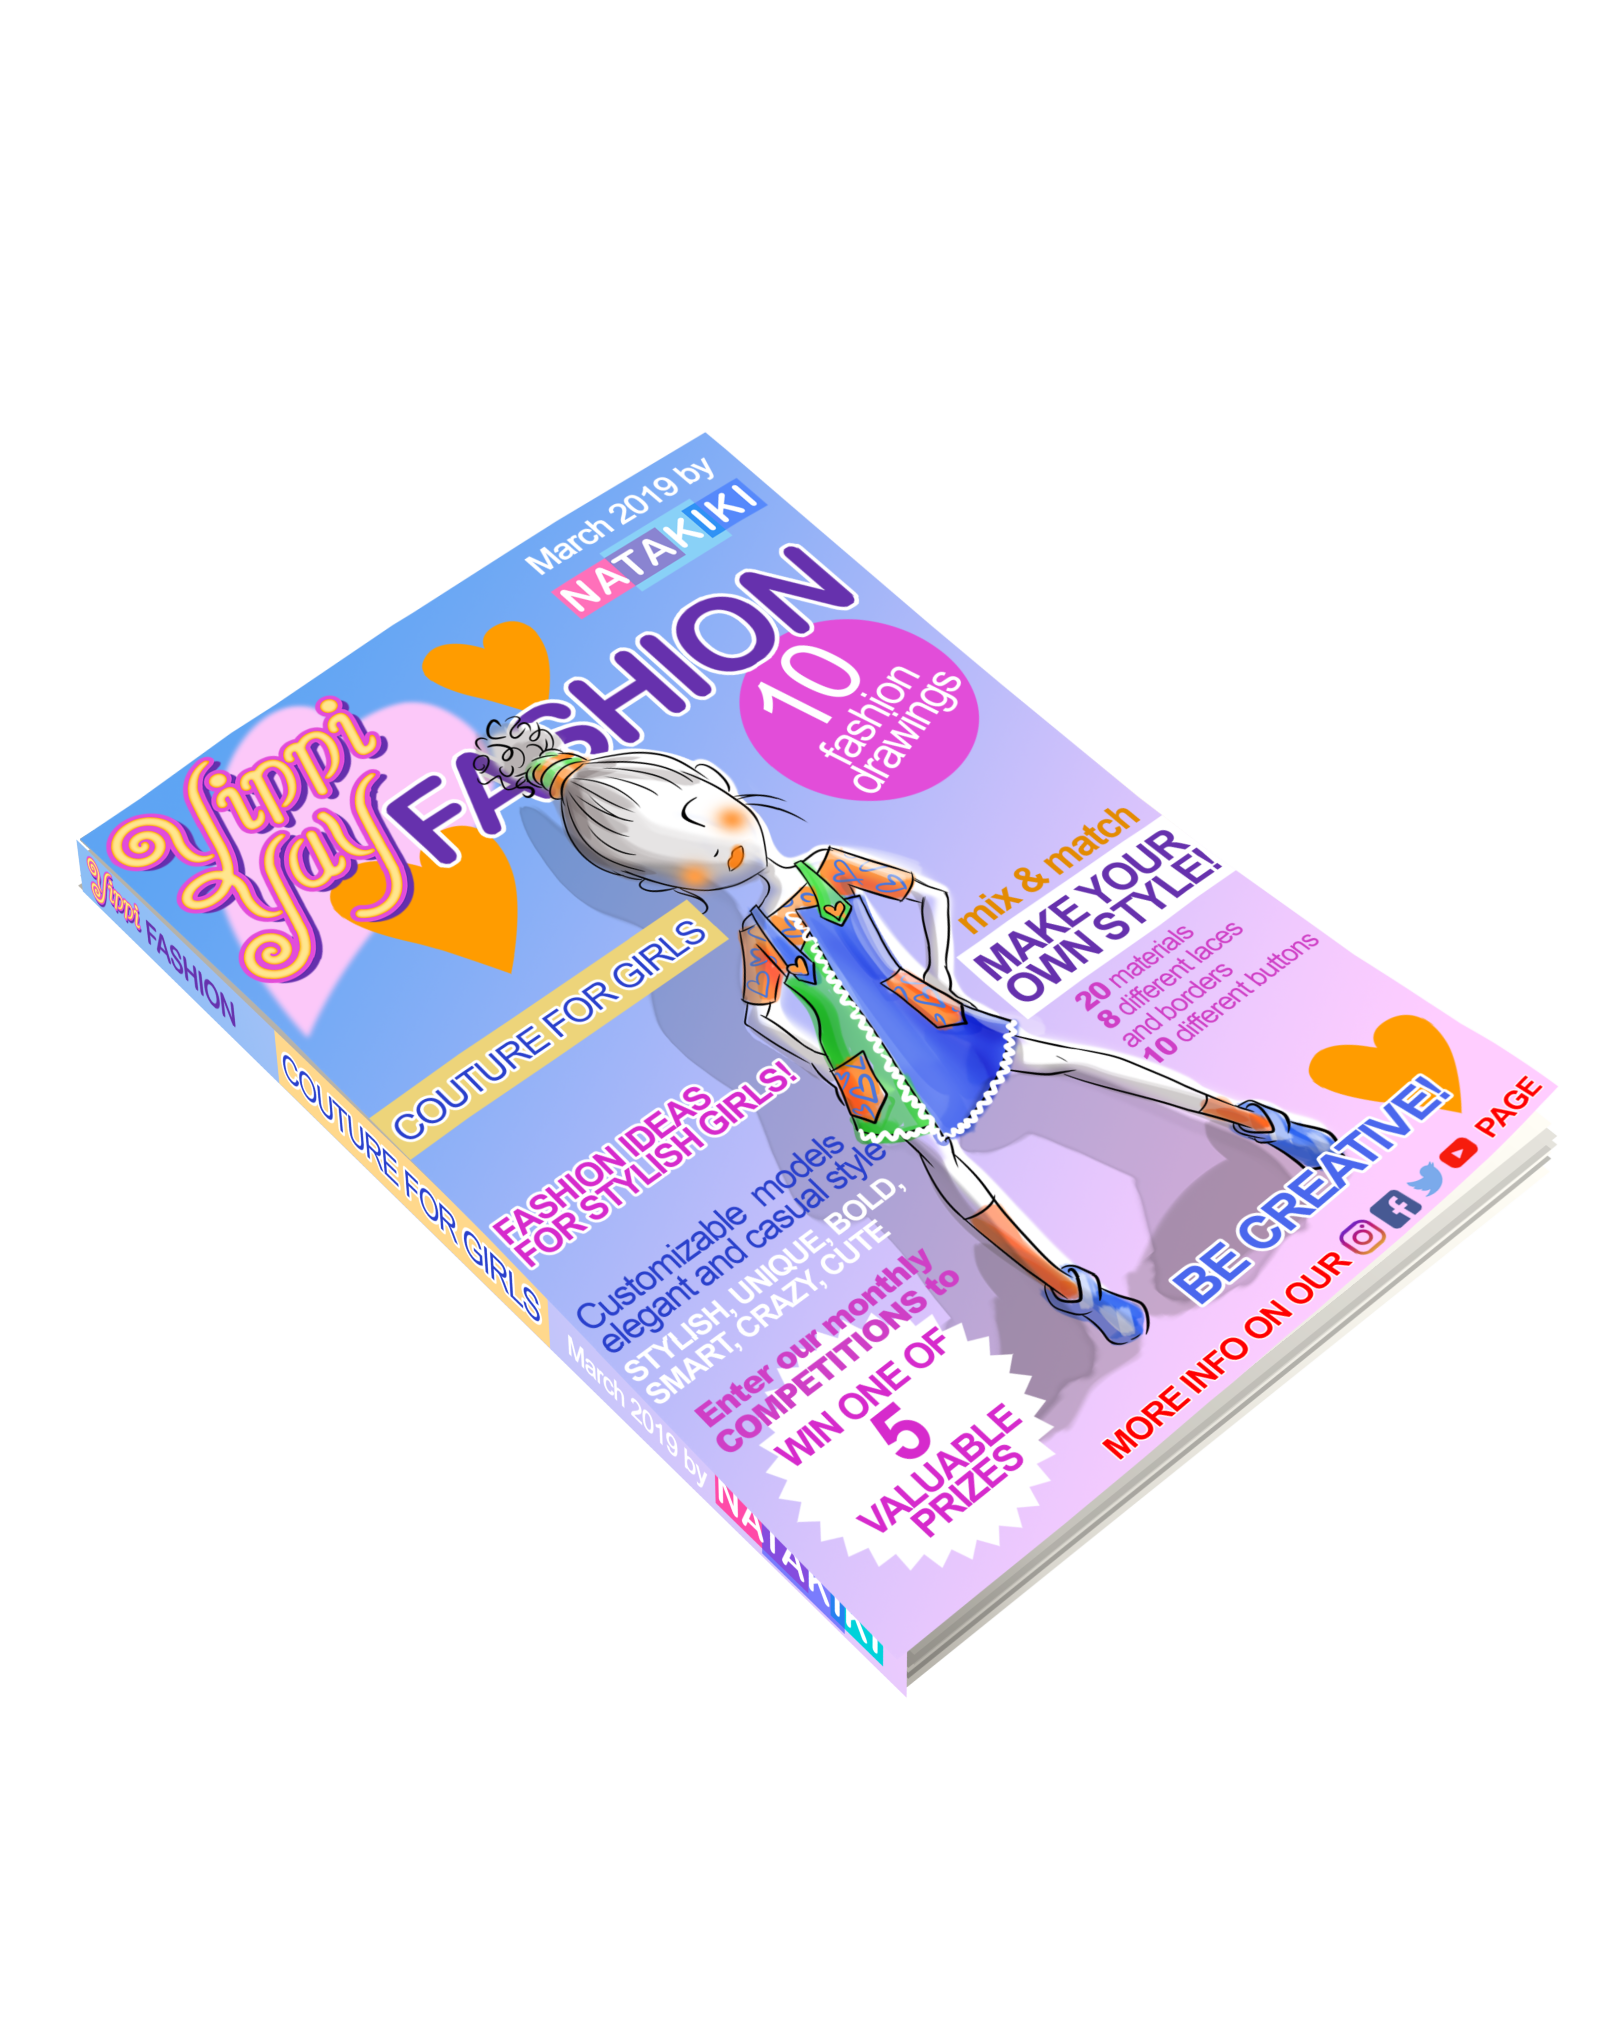 March 2019 by
NATAKIKI
Yippi
Yay
FASHION
10
fashion
drawings
mix & match
MAKE YOUR
OWN STYLE!
20 materials
8 different laces
and borders
10 different buttons
COUTURE FOR GIRLS
FASHION IDEAS
FOR STYLISH GIRLS!
Customizable models
elegant and casual style
STYLISH, UNIQUE, BOLD,
SMART, CRAZY, CUTE
Enter our monthly
COMPETITIONS to
WIN ONE OF
5
VALUABLE
PRIZES
BE CREATIVE!
MORE INFO ON OUR PAGE
Yippi FASHION
COUTURE FOR GIRLS
March 2019 by NATAKIKI